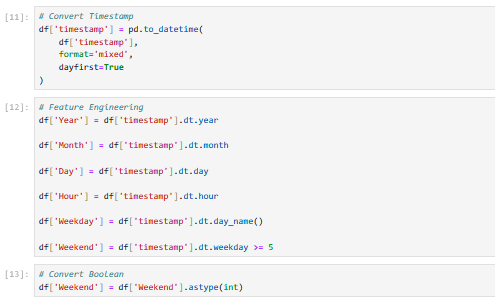 [11]:
# Convert Timestamp
df['timestamp'] = pd.to_datetime(
    df['timestamp'],
    format='mixed',
    dayfirst=True
)
[12]:
# Feature Engineering
df['Year'] = df['timestamp'].dt.year
df['Month'] = df['timestamp'].dt.month
df['Day'] = df['timestamp'].dt.day
df['Hour'] = df['timestamp'].dt.hour
df['Weekday'] = df['timestamp'].dt.day_name()
df['Weekend'] = df['timestamp'].dt.weekday >= 5
[13]:
# Convert Boolean
df['Weekend'] = df['Weekend'].astype(int)